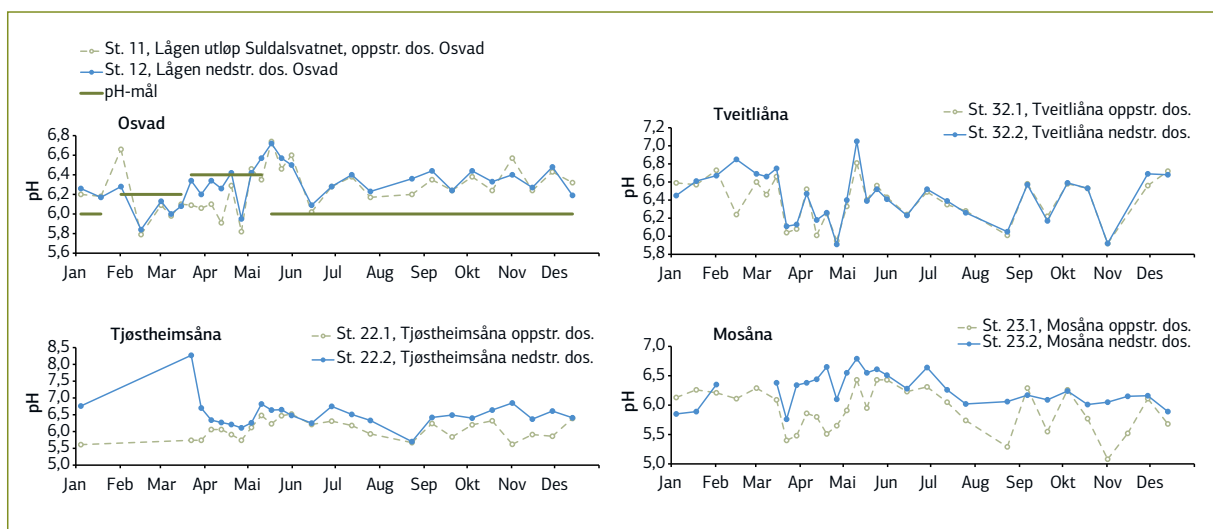 St. 11, Lågen utløp Suldalsvatnet, oppstr. dos. Osvad
St. 12, Lågen nedstr. dos. Osvad
pH-mål
Osvad
pH
6,8
6,6
6,4
6,2
6,0
5,8
5,6
Jan Feb Mar Apr Mai Jun Jul Aug Sep Okt Nov Des
Tveitliåna
St. 32.1, Tveitliåna oppstr. dos.
St. 32.2, Tveitliåna nedstr. dos.
pH
7,2
7,0
6,8
6,6
6,4
6,2
6,0
5,8
Jan Feb Mar Apr Mai Jun Jul Aug Sep Okt Nov Des
Tjøstheimsåna
St. 22.1, Tjøstheimsåna oppstr. dos.
St. 22.2, Tjøstheimsåna nedstr. dos.
pH
8,5
8,0
7,5
7,0
6,5
6,0
5,5
5,0
Jan Feb Mar Apr Mai Jun Jul Aug Sep Okt Nov Des
Mosåna
St. 23.1, Mosåna oppstr. dos.
St. 23.2, Mosåna nedstr. dos.
pH
7,0
6,5
6,0
5,5
5,0
Jan Feb Mar Apr Mai Jun Jul Aug Sep Okt Nov Des